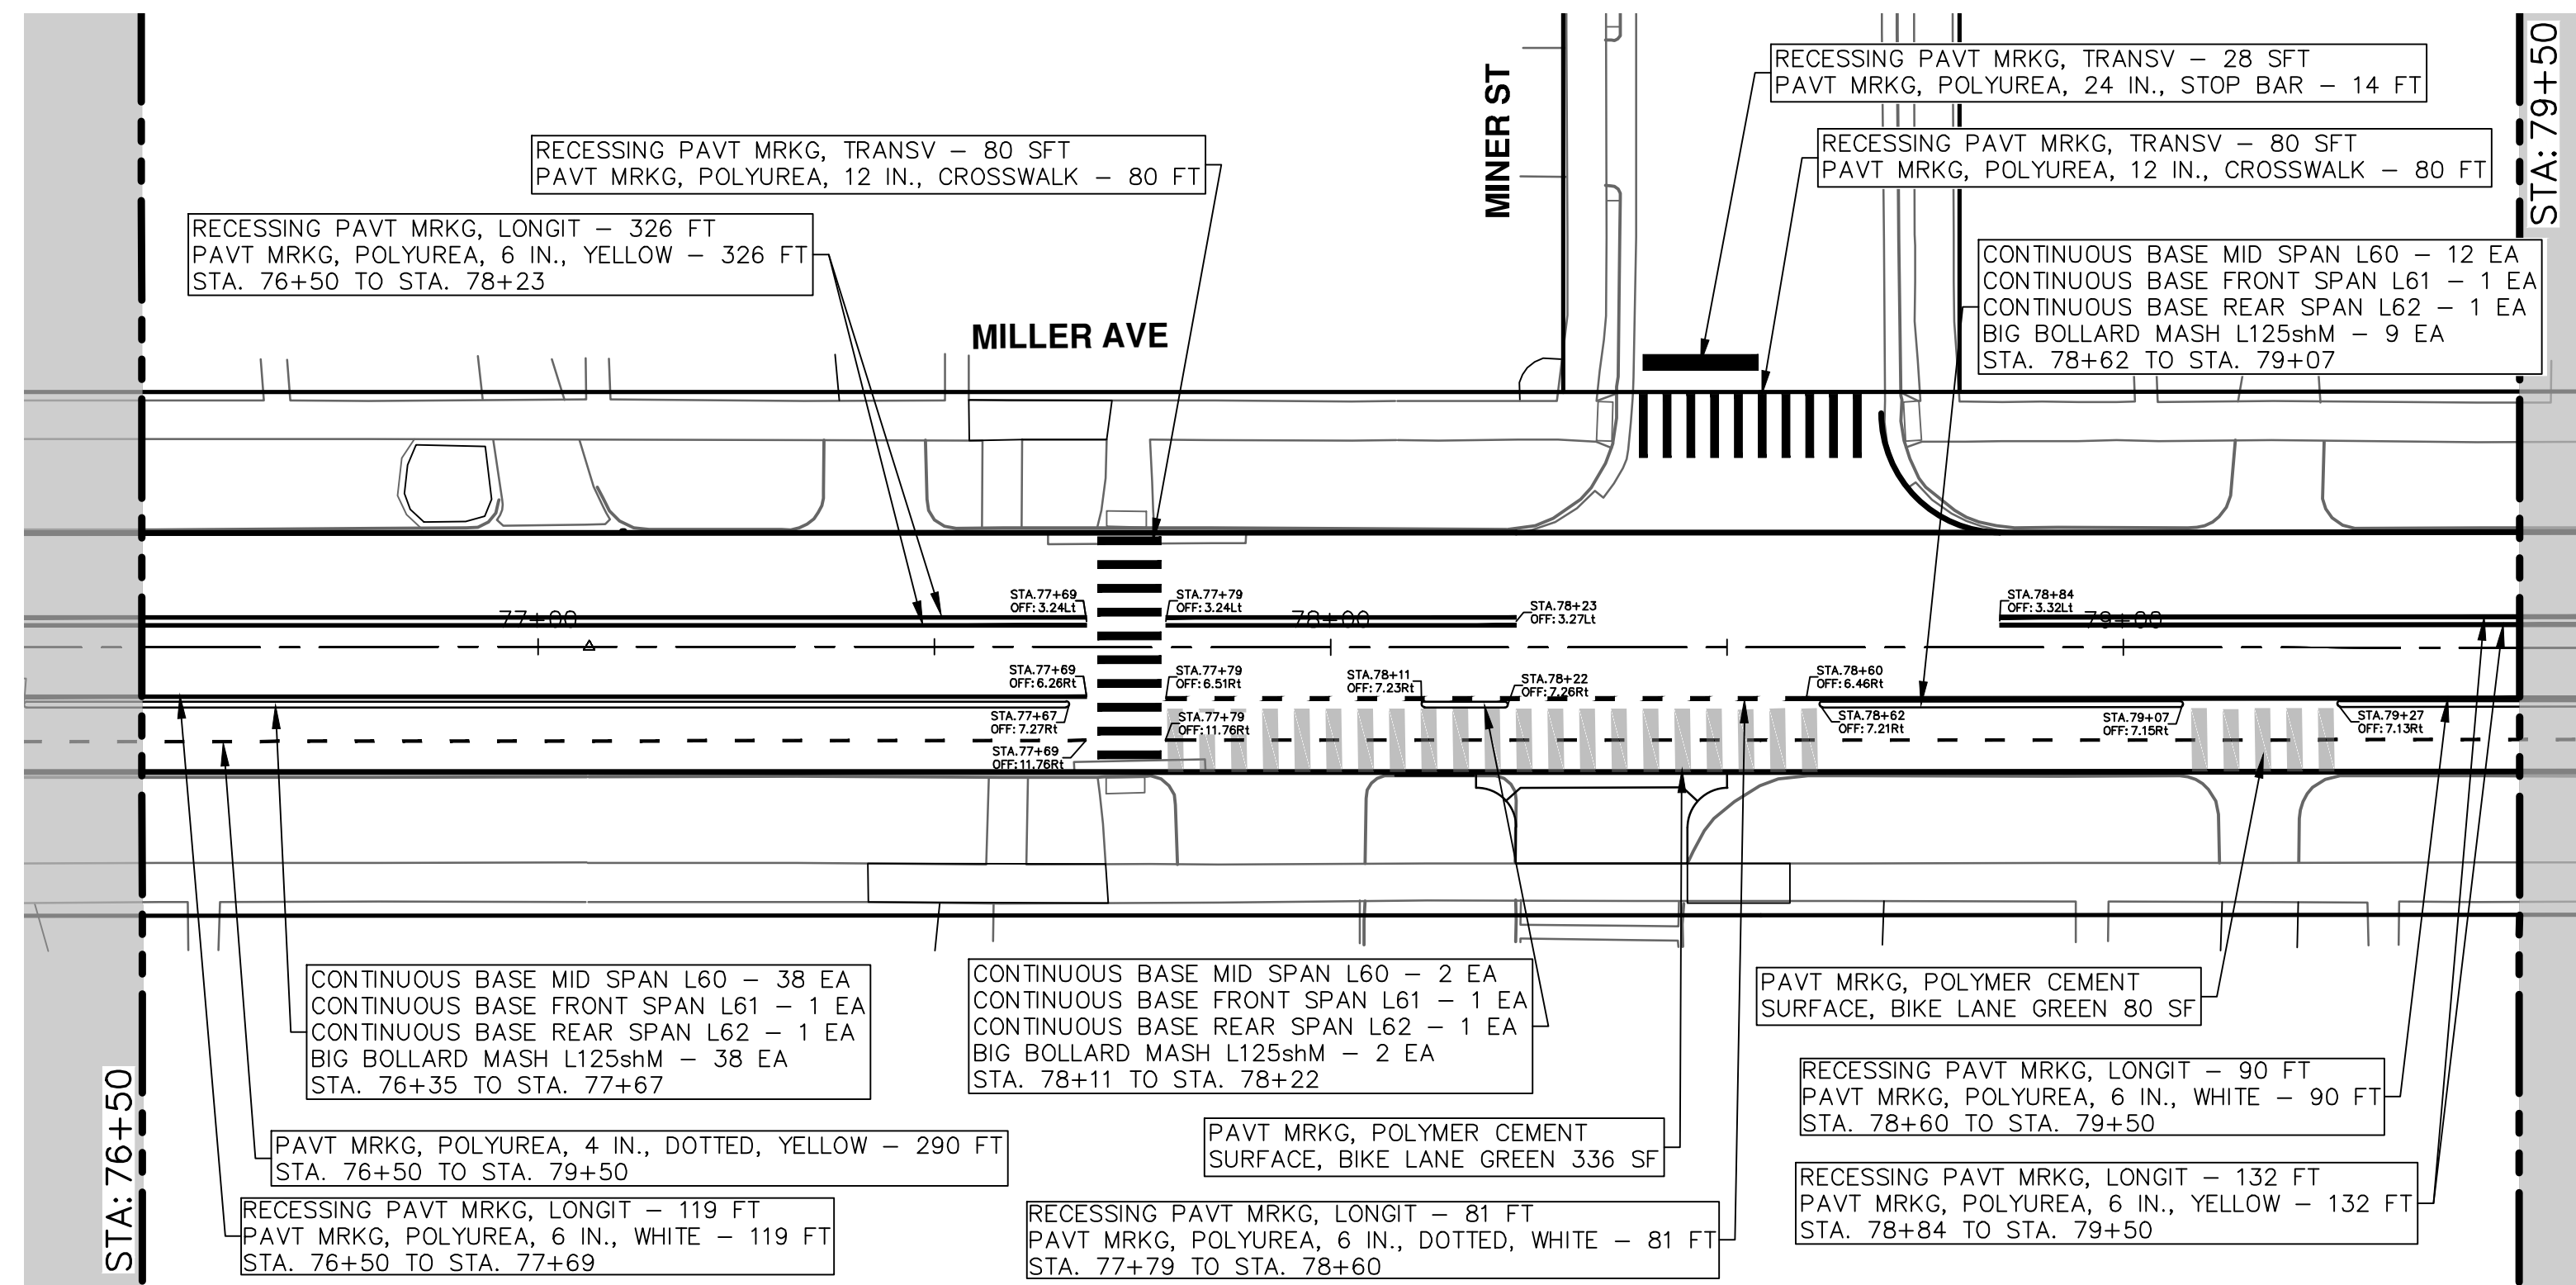 RECESSING PAVT MRKG, TRANSV – 28 SFT
PAVT MRKG, POLYUREA, 24 IN., STOP BAR – 14 FT
STA: 79+50
MINER ST
RECESSING PAVT MRKG, TRANSV – 80 SFT
PAVT MRKG, POLYUREA, 12 IN., CROSSWALK – 80 FT
RECESSING PAVT MRKG, TRANSV – 80 SFT
PAVT MRKG, POLYUREA, 12 IN., CROSSWALK – 80 FT
RECESSING PAVT MRKG, LONGIT – 326 FT
PAVT MRKG, POLYUREA, 6 IN., YELLOW – 326 FT
STA. 76+50 TO STA. 78+23
CONTINUOUS BASE MID SPAN L60 – 12 EA
CONTINUOUS BASE FRONT SPAN L61 – 1 EA
CONTINUOUS BASE REAR SPAN L62 – 1 EA
BIG BOLLARD MASH L125shM – 9 EA
STA. 78+62 TO STA. 79+07
MILLER AVE
STA.77+69
OFF: 3.24Lt
STA.77+79
OFF: 3.24Lt
STA.78+23
OFF: 3.27Lt
STA.78+84
OFF: 3.32Lt
77+00
78+00
79+00
STA.77+69
OFF: 6.26Rt
STA.77+79
OFF: 6.51Rt
STA.78+11
OFF: 7.23Rt
STA.78+22
OFF: 7.26Rt
STA.78+60
OFF: 6.46Rt
STA.77+67
OFF: 7.27Rt
STA.77+79
OFF: 11.76Rt
STA.78+62
OFF: 7.21Rt
STA.79+07
OFF: 7.15Rt
STA.79+27
OFF: 7.13Rt
STA.77+69
OFF: 11.76Rt
CONTINUOUS BASE MID SPAN L60 – 38 EA
CONTINUOUS BASE FRONT SPAN L61 – 1 EA
CONTINUOUS BASE REAR SPAN L62 – 1 EA
BIG BOLLARD MASH L125shM – 38 EA
STA. 76+35 TO STA. 77+67
CONTINUOUS BASE MID SPAN L60 – 2 EA
CONTINUOUS BASE FRONT SPAN L61 – 1 EA
CONTINUOUS BASE REAR SPAN L62 – 1 EA
BIG BOLLARD MASH L125shM – 2 EA
STA. 78+11 TO STA. 78+22
PAVT MRKG, POLYMER CEMENT
SURFACE, BIKE LANE GREEN 80 SF
RECESSING PAVT MRKG, LONGIT – 90 FT
PAVT MRKG, POLYUREA, 6 IN., WHITE – 90 FT
STA. 78+60 TO STA. 79+50
STA: 76+50
PAVT MRKG, POLYUREA, 4 IN., DOTTED, YELLOW – 290 FT
STA. 76+50 TO STA. 79+50
PAVT MRKG, POLYMER CEMENT
SURFACE, BIKE LANE GREEN 336 SF
RECESSING PAVT MRKG, LONGIT – 132 FT
PAVT MRKG, POLYUREA, 6 IN., YELLOW – 132 FT
STA. 78+84 TO STA. 79+50
RECESSING PAVT MRKG, LONGIT – 119 FT
PAVT MRKG, POLYUREA, 6 IN., WHITE – 119 FT
STA. 76+50 TO STA. 77+69
RECESSING PAVT MRKG, LONGIT – 81 FT
PAVT MRKG, POLYUREA, 6 IN., DOTTED, WHITE – 81 FT
STA. 77+79 TO STA. 78+60